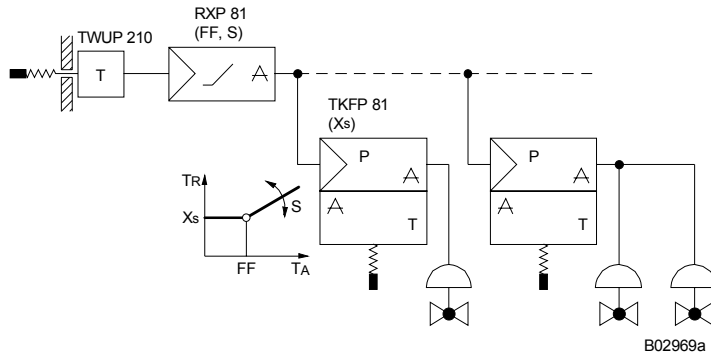 RXP 81
(FF, S)
TWUP 210
T
A
TKFP 81
(Xs)
P
A
A
T
P
A
A
T
TR
Xs
S
FF
TA
B02969a